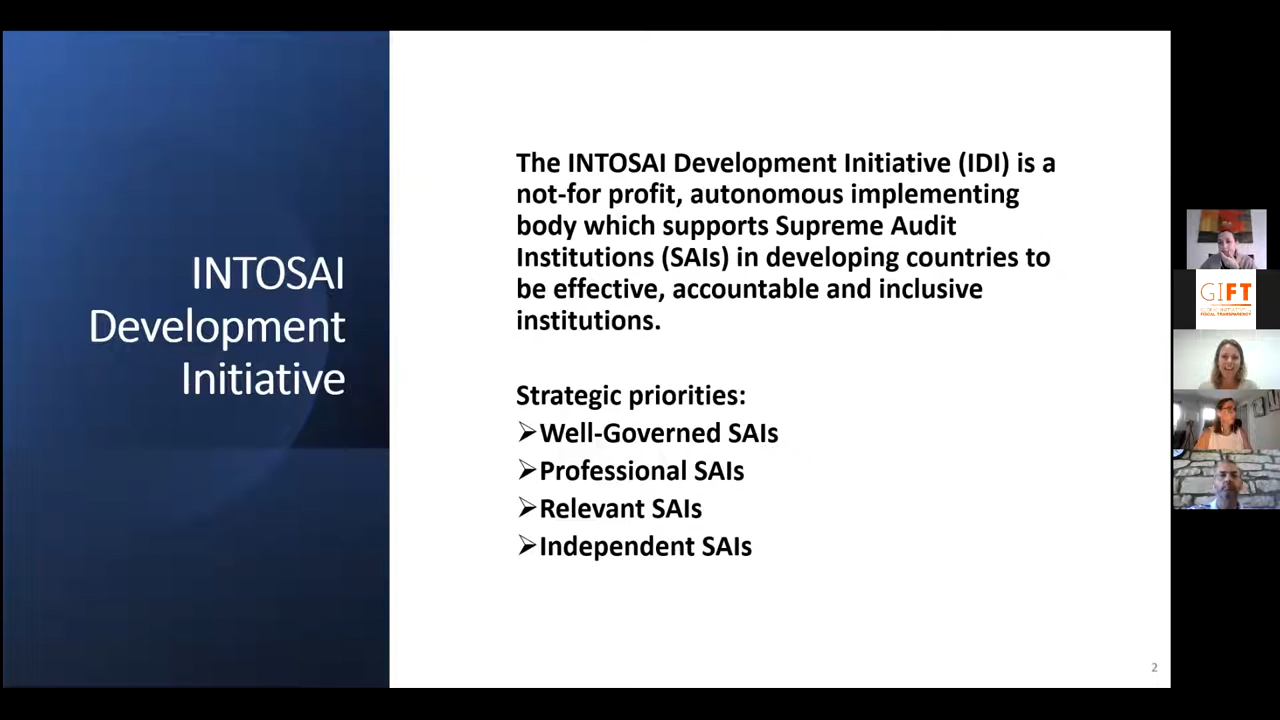 INTOSAI
Development
Initiative
The INTOSAI Development Initiative (IDI) is a
not-for profit, autonomous implementing
body which supports Supreme Audit
Institutions (SAIs) in developing countries to
be effective, accountable and inclusive
institutions.
Strategic priorities:
⮚Well-Governed SAIs
⮚Professional SAIs
⮚Relevant SAIs
⮚Independent SAIs
2
GIFT
FISCAL TRANSPARENCY